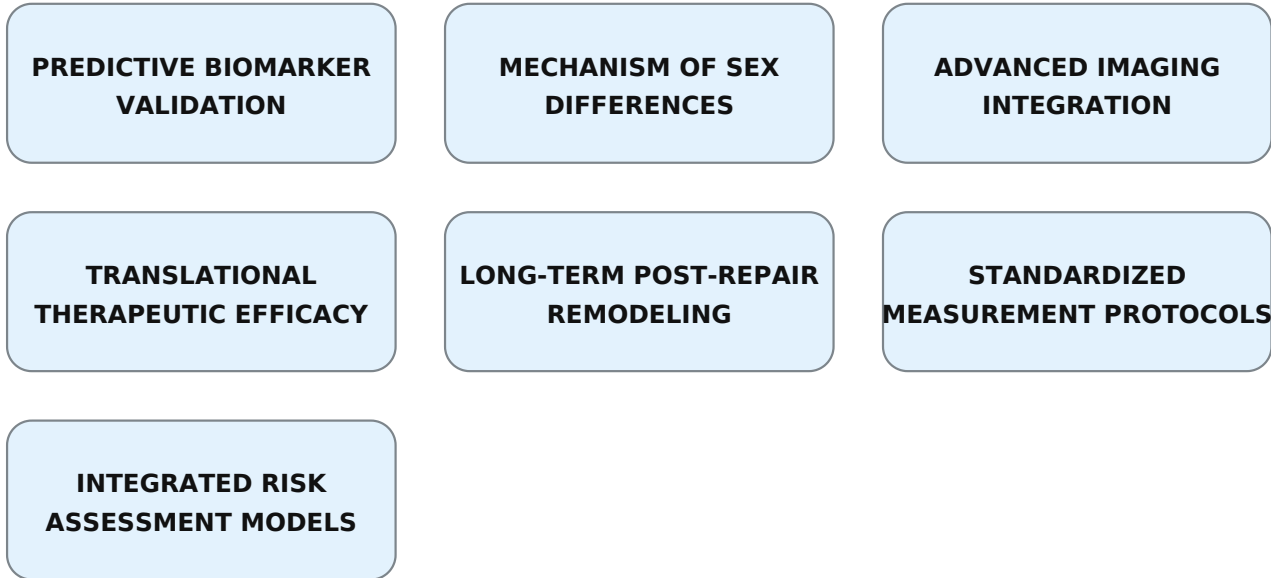 PREDICTIVE BIOMARKER
VALIDATION
MECHANISM OF SEX
DIFFERENCES
ADVANCED IMAGING
INTEGRATION
TRANSLATIONAL
THERAPEUTIC EFFICACY
LONG-TERM POST-REPAIR
REMODELING
STANDARDIZED
MEASUREMENT PROTOCOLS
INTEGRATED RISK
ASSESSMENT MODELS